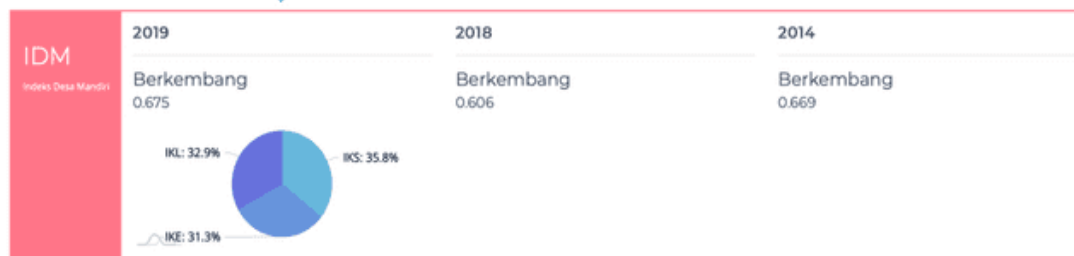 IDM
Indeks Desa Mandiri
2019
Berkembang
0.675
IKL: 32.9%
IKS: 35.8%
IKE: 31.3%
2018
Berkembang
0.606
2014
Berkembang
0.669